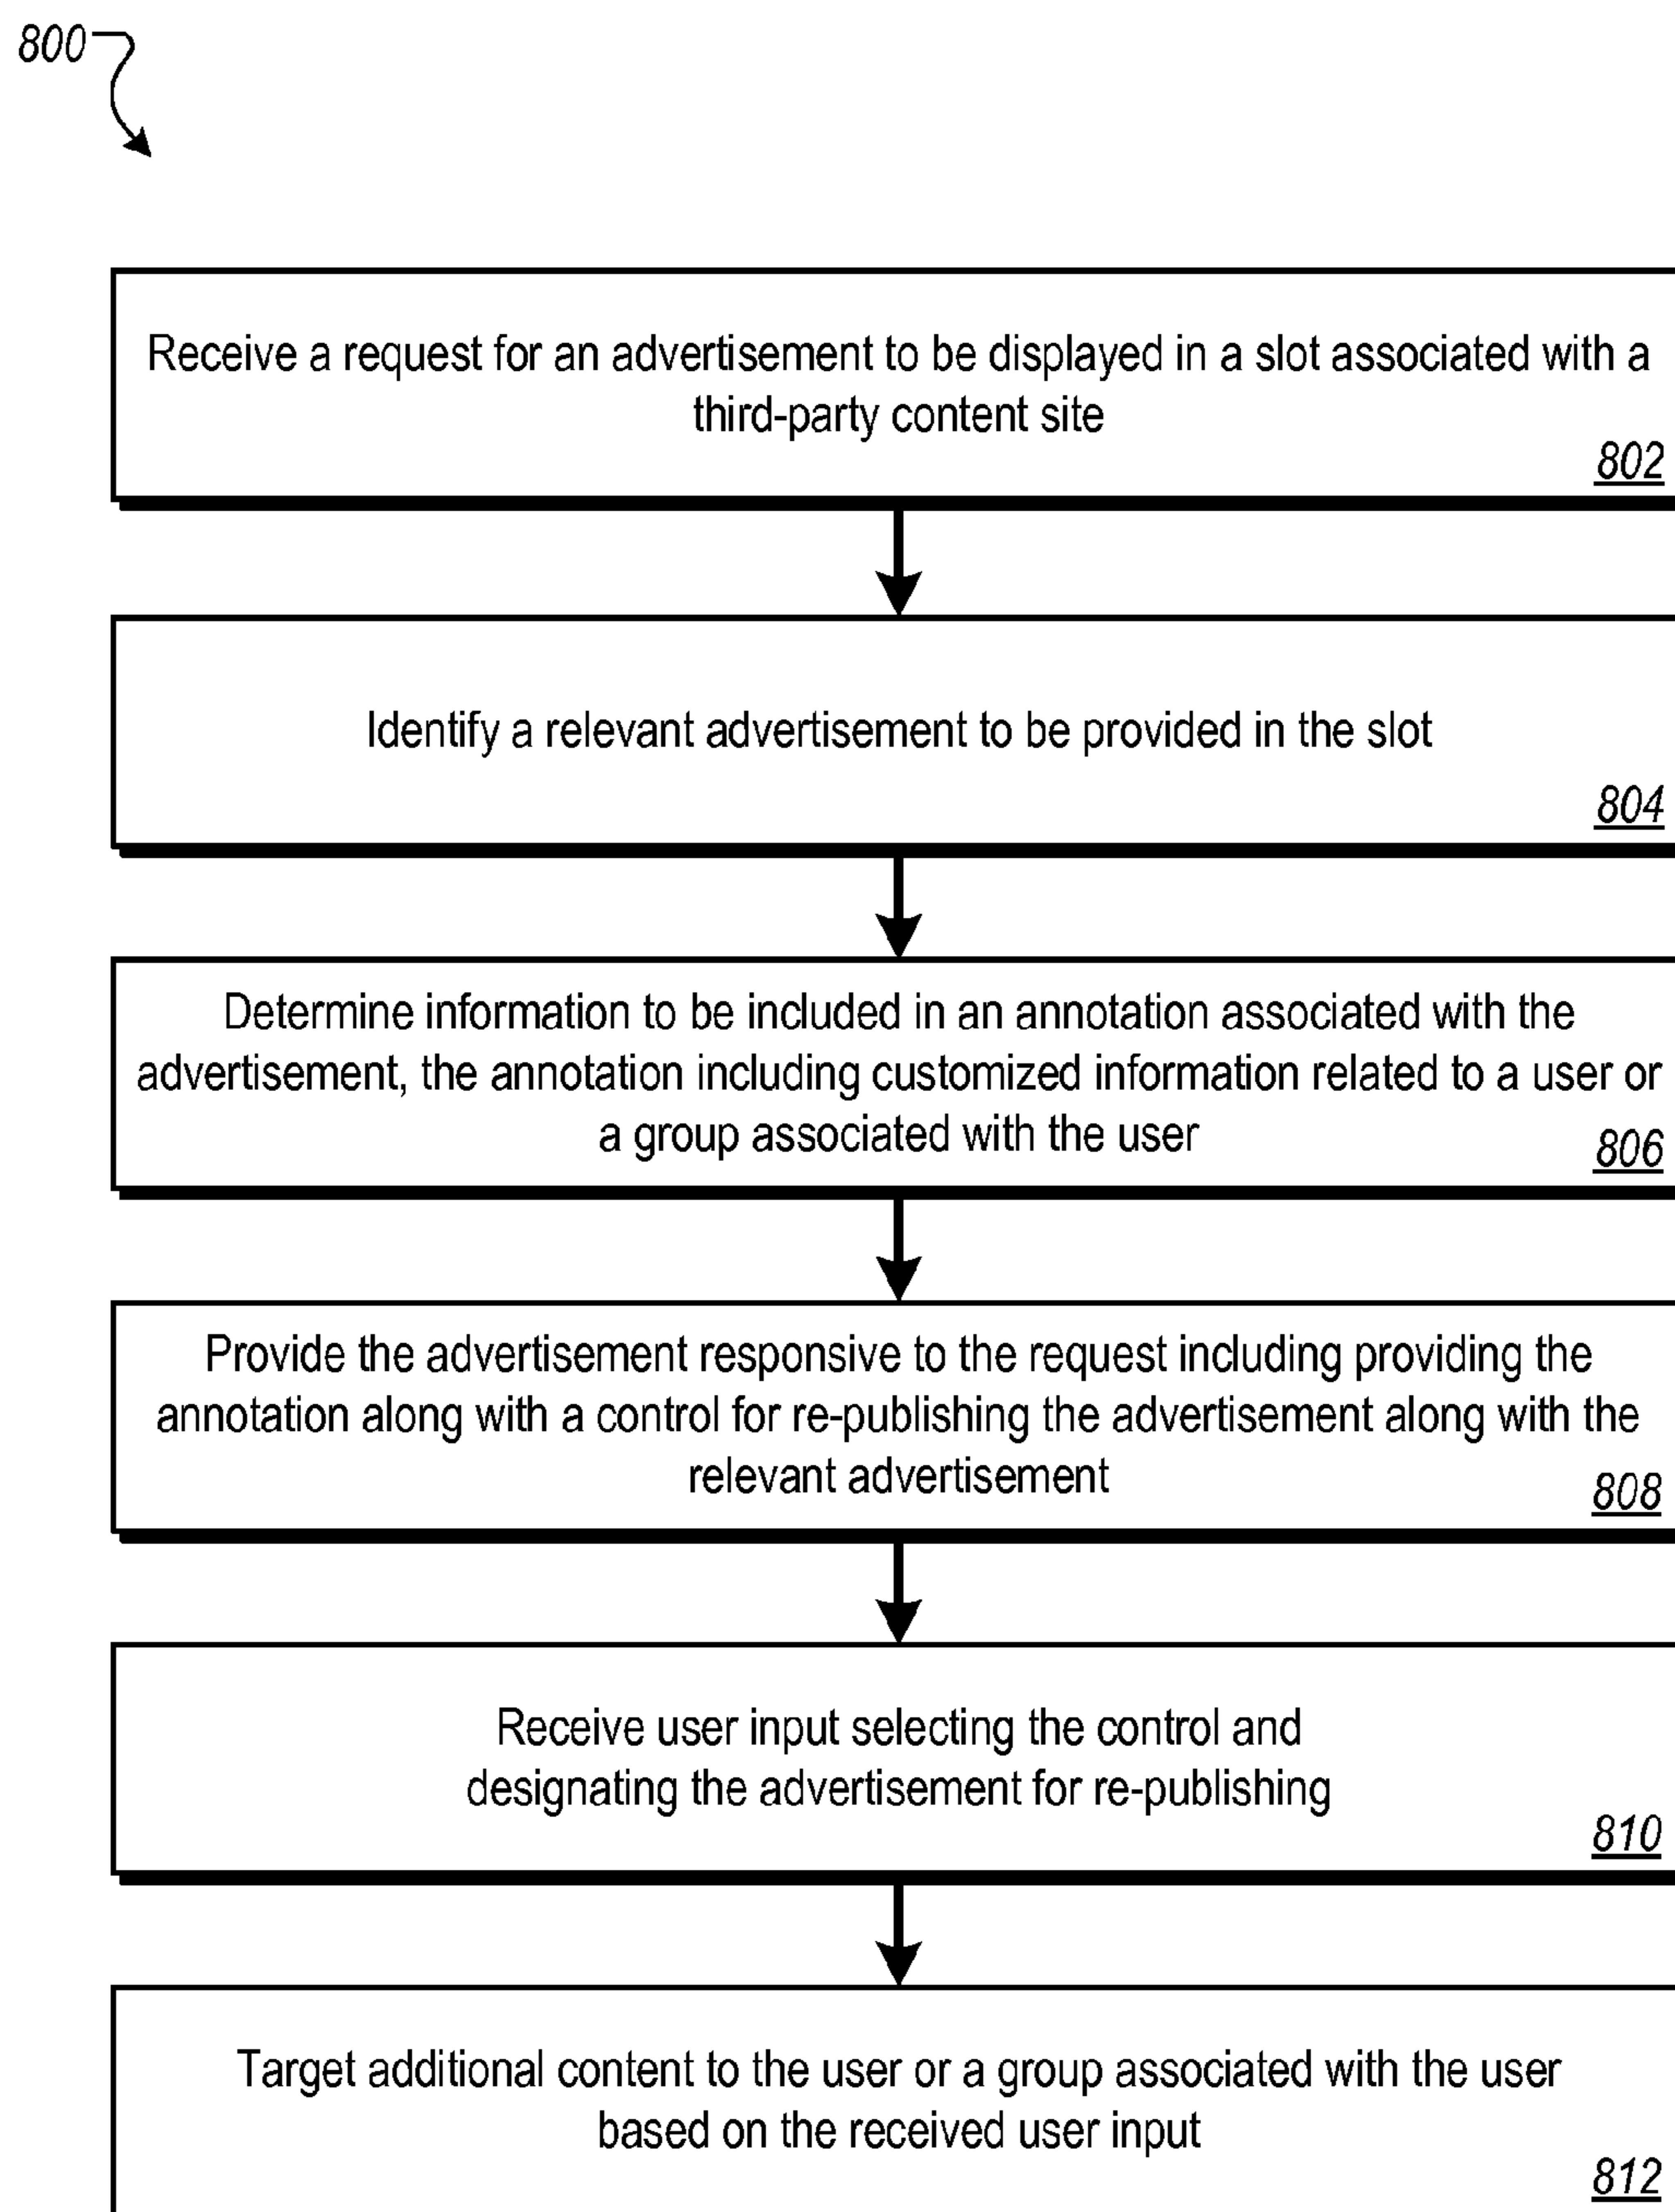 800
Receive a request for an advertisement to be displayed in a slot associated with a
third-party content site
802
Identify a relevant advertisement to be provided in the slot
804
Determine information to be included in an annotation associated with the
advertisement, the annotation including customized information related to a user or
a group associated with the user
806
Provide the advertisement responsive to the request including providing the
annotation along with a control for re-publishing the advertisement along with the
relevant advertisement
808
Receive user input selecting the control and
designating the advertisement for re-publishing
810
Target additional content to the user or a group associated with the user
based on the received user input
812